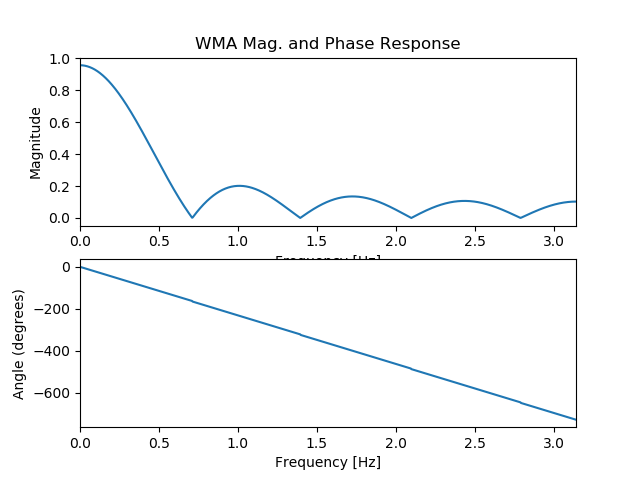 WMA Mag. and Phase Response
1.0
0.8
0.6
0.4
0.2
0.0
Magnitude
0.0 0.5 1.0 1.5 2.0 2.5 3.0
Frequency [Hz]
0
−200
−400
−600
Angle (degrees)
0.0 0.5 1.0 1.5 2.0 2.5 3.0
Frequency [Hz]